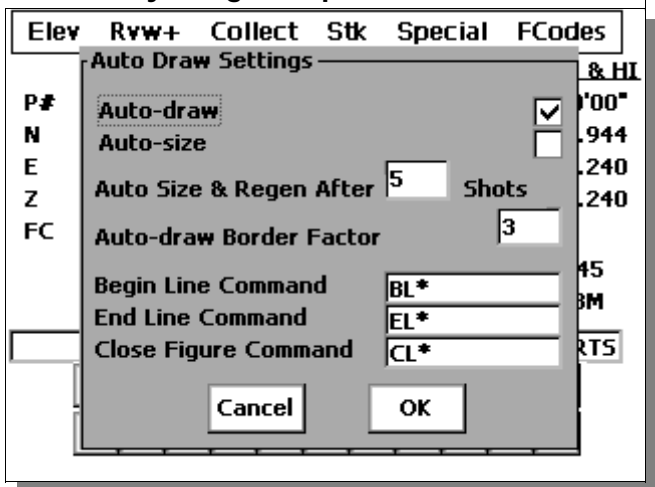 Elev Rvw+ Collect Stk Special FCodes
Auto Draw Settings
& HI
P#
Auto-draw
'00"
N
Auto-size
.944
E
.240
Auto Size & Regen After 5 Shots
Z
.240
FC
Auto-draw Border Factor 3
45
Begin Line Command BL*
End Line Command EL*
Close Figure Command CL*
Cancel OK